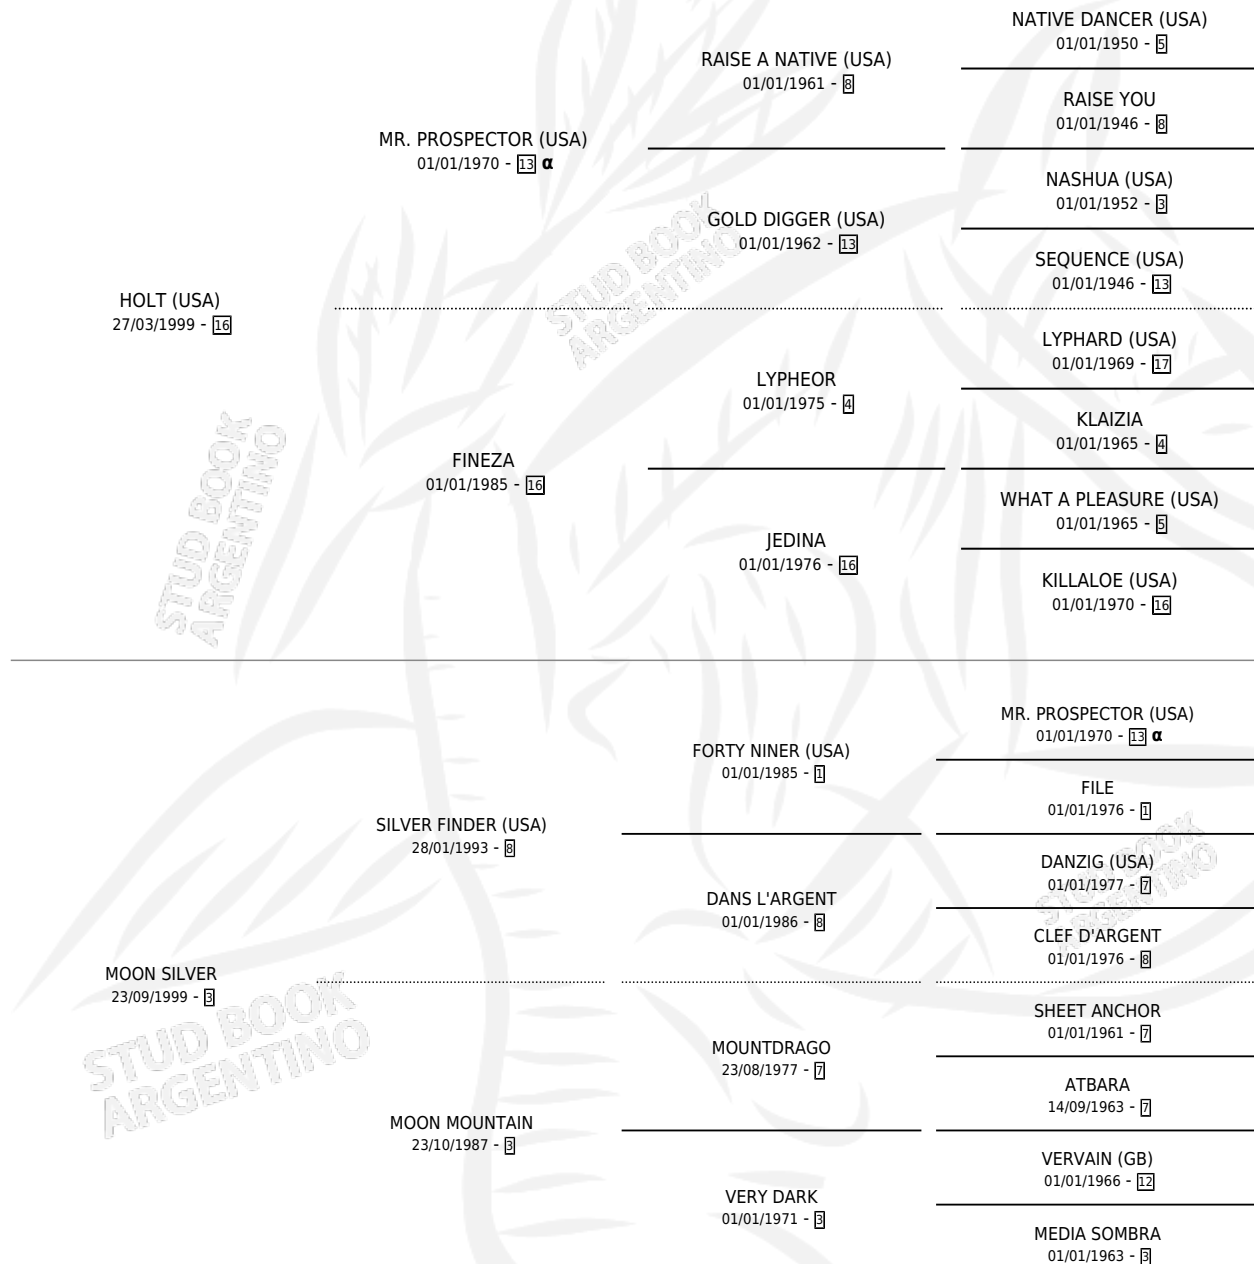 NATIVE DANCER (USA)
01/01/1950 - 5
RAISE A NATIVE (USA)
01/01/1961 - 8
RAISE YOU
01/01/1946 - 8
MR. PROSPECTOR (USA)
01/01/1970 - 13 α
NASHUA (USA)
01/01/1952 - 3
GOLD DIGGER (USA)
01/01/1962 - 13
SEQUENCE (USA)
01/01/1946 - 13
HOLT (USA)
27/03/1999 - 16
LYPHARD (USA)
01/01/1969 - 17
LYPHEOR
01/01/1975 - 4
KLAIZIA
01/01/1965 - 4
FINEZA
01/01/1985 - 16
WHAT A PLEASURE (USA)
01/01/1965 - 5
JEDINA
01/01/1976 - 16
KILLALOE (USA)
01/01/1970 - 16
MR. PROSPECTOR (USA)
01/01/1970 - 13 α
FORTY NINER (USA)
01/01/1985 - 1
FILE
01/01/1976 - 1
SILVER FINDER (USA)
28/01/1993 - 8
DANZIG (USA)
01/01/1977 - 7
DANS L'ARGENT
01/01/1986 - 8
CLEF D'ARGENT
01/01/1976 - 8
MOON SILVER
23/09/1999 - 3
SHEET ANCHOR
01/01/1961 - 7
MOUNTDRAGO
23/08/1977 - 7
ATBARA
14/09/1963 - 7
MOON MOUNTAIN
23/10/1987 - 3
VERVAIN (GB)
01/01/1966 - 12
VERY DARK
01/01/1971 - 3
MEDIA SOMBRA
01/01/1963 - 3
STUD BOOK
ARGENTINO
STUD BOOK
ARGENTINO
STUD BOOK
ARGENTINO
STUD BOOK
ARGENTINO